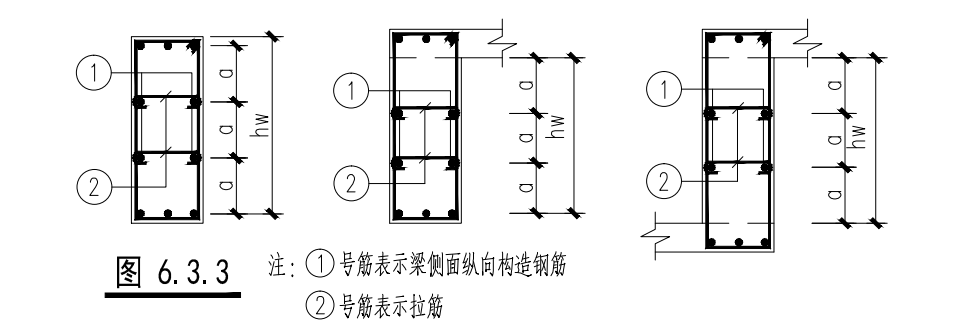 ① a a a hw ②
① a a a hw ②
① a a a hw ②
图 6.3.3
注: ① 号筋表示梁侧面纵向构造钢筋
② 号筋表示拉筋